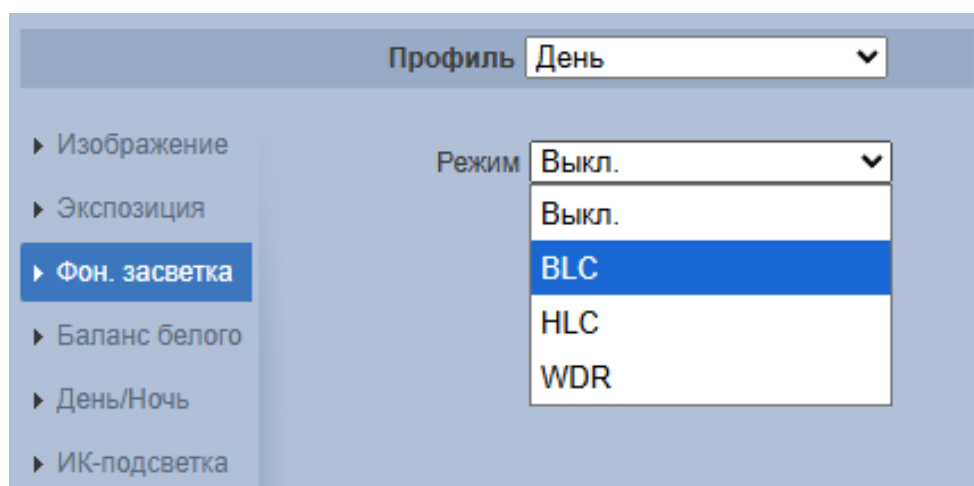 Профиль День
Изображение
Режим Выкл.
Экспозиция
Выкл.
Фон. засветка
BLC
Баланс белого
HLC
WDR
День/Ночь
ИК-подсветка